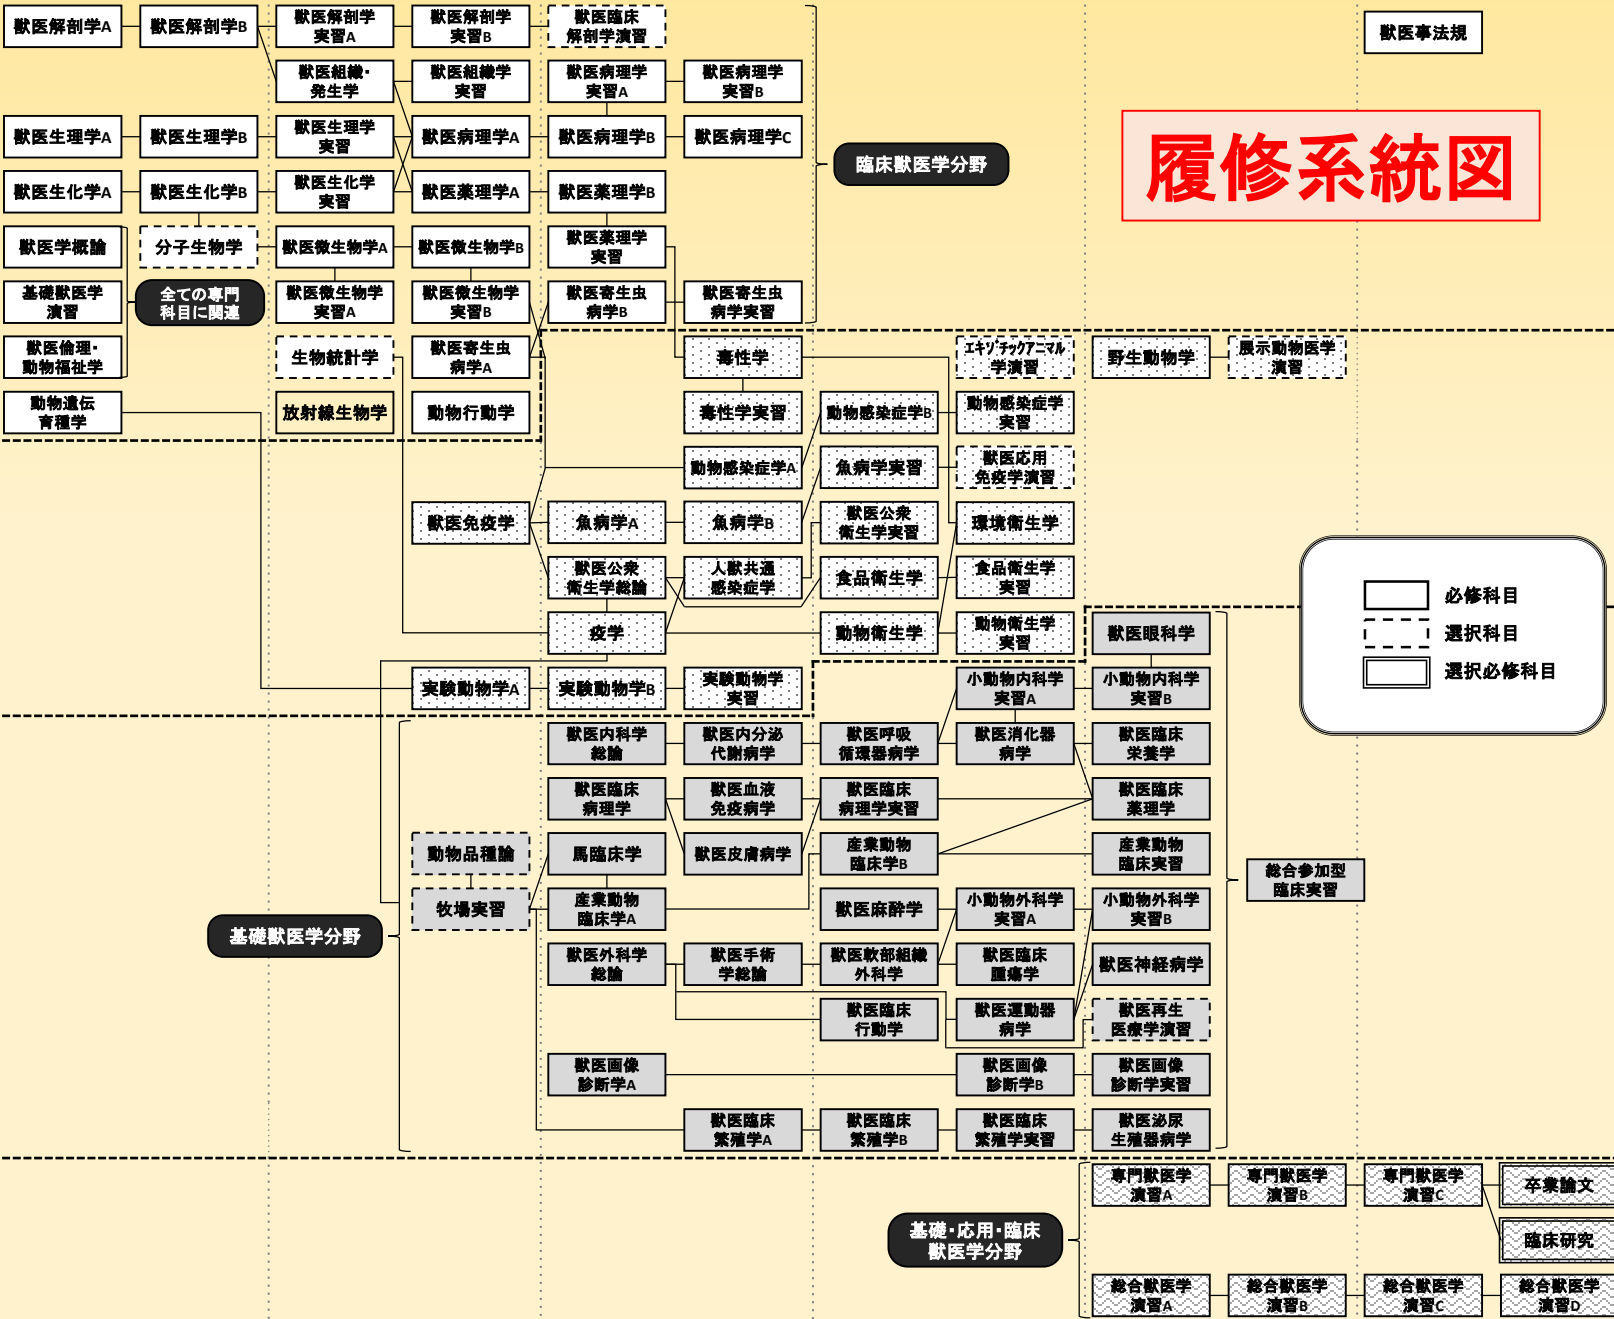 獣医解剖学A
獣医解剖学B
獣医解剖学
実習A
獣医解剖学
実習B
獣医臨床
解剖学演習
獣医事法規
獣医組織・
発生学
獣医組織学
実習
獣医病理学
実習A
獣医病理学
実習B
獣医生理学A
獣医生理学B
獣医生理学
実習
獣医病理学A
獣医病理学B
獣医病理学C
臨床獣医学分野
履修系統図
獣医生化学A
獣医生化学B
獣医生化学
実習
獣医薬理学A
獣医薬理学B
獣医学概論
分子生物学
獣医微生物学A
獣医微生物学B
獣医薬理学
実習
基礎獣医学
演習
全ての専門
科目に関連
獣医微生物学
実習A
獣医微生物学
実習B
獣医寄生虫
病学B
獣医寄生虫
病学実習
獣医倫理・
動物福祉学
生物統計学
獣医寄生虫
病学A
毒性学
エキゾチックアニマル
学演習
野生動物学
展示動物医学
演習
動物遺伝
育種学
放射線生物学
動物行動学
毒性学実習
動物感染症学B
動物感染症学
実習
動物感染症学A
魚病学実習
獣医応用
免疫学演習
獣医免疫学
魚病学A
魚病学B
獣医公衆
衛生学実習
環境衛生学
獣医公衆
衛生学総論
人獣共通
感染症学
食品衛生学
食品衛生学
実習
必修科目
選択科目
選択必修科目
疫学
動物衛生学
動物衛生学
実習
獣医眼科学
実験動物学A
実験動物学B
実験動物学
実習
小動物内科学
実習A
小動物内科学
実習B
獣医内科学
総論
獣医内分泌
代謝病学
獣医呼吸
循環器病学
獣医消化器
病学
獣医臨床
栄養学
獣医臨床
病理学
獣医血液
免疫病学
獣医臨床
病理学実習
獣医臨床
薬理学
動物品種論
馬臨床学
獣医皮膚病学
産業動物
臨床学B
産業動物
臨床実習
総合参加型
臨床実習
牧場実習
産業動物
臨床学A
獣医麻酔学
小動物外科学
実習A
小動物外科学
実習B
基礎獣医学分野
獣医外科学
総論
獣医手術
学総論
獣医軟部組織
外科学
獣医臨床
腫瘍学
獣医神経病学
獣医臨床
行動学
獣医運動器
病学
獣医再生
医療学演習
獣医画像
診断学A
獣医画像
診断学B
獣医画像
診断学実習
獣医臨床
繁殖学A
獣医臨床
繁殖学B
獣医臨床
繁殖学実習
獣医泌尿
生殖器病学
専門獣医学
演習A
専門獣医学
演習B
専門獣医学
演習C
卒業論文
基礎・応用・臨床
獣医学分野
臨床研究
総合獣医学
演習A
総合獣医学
演習B
総合獣医学
演習C
総合獣医学
演習D